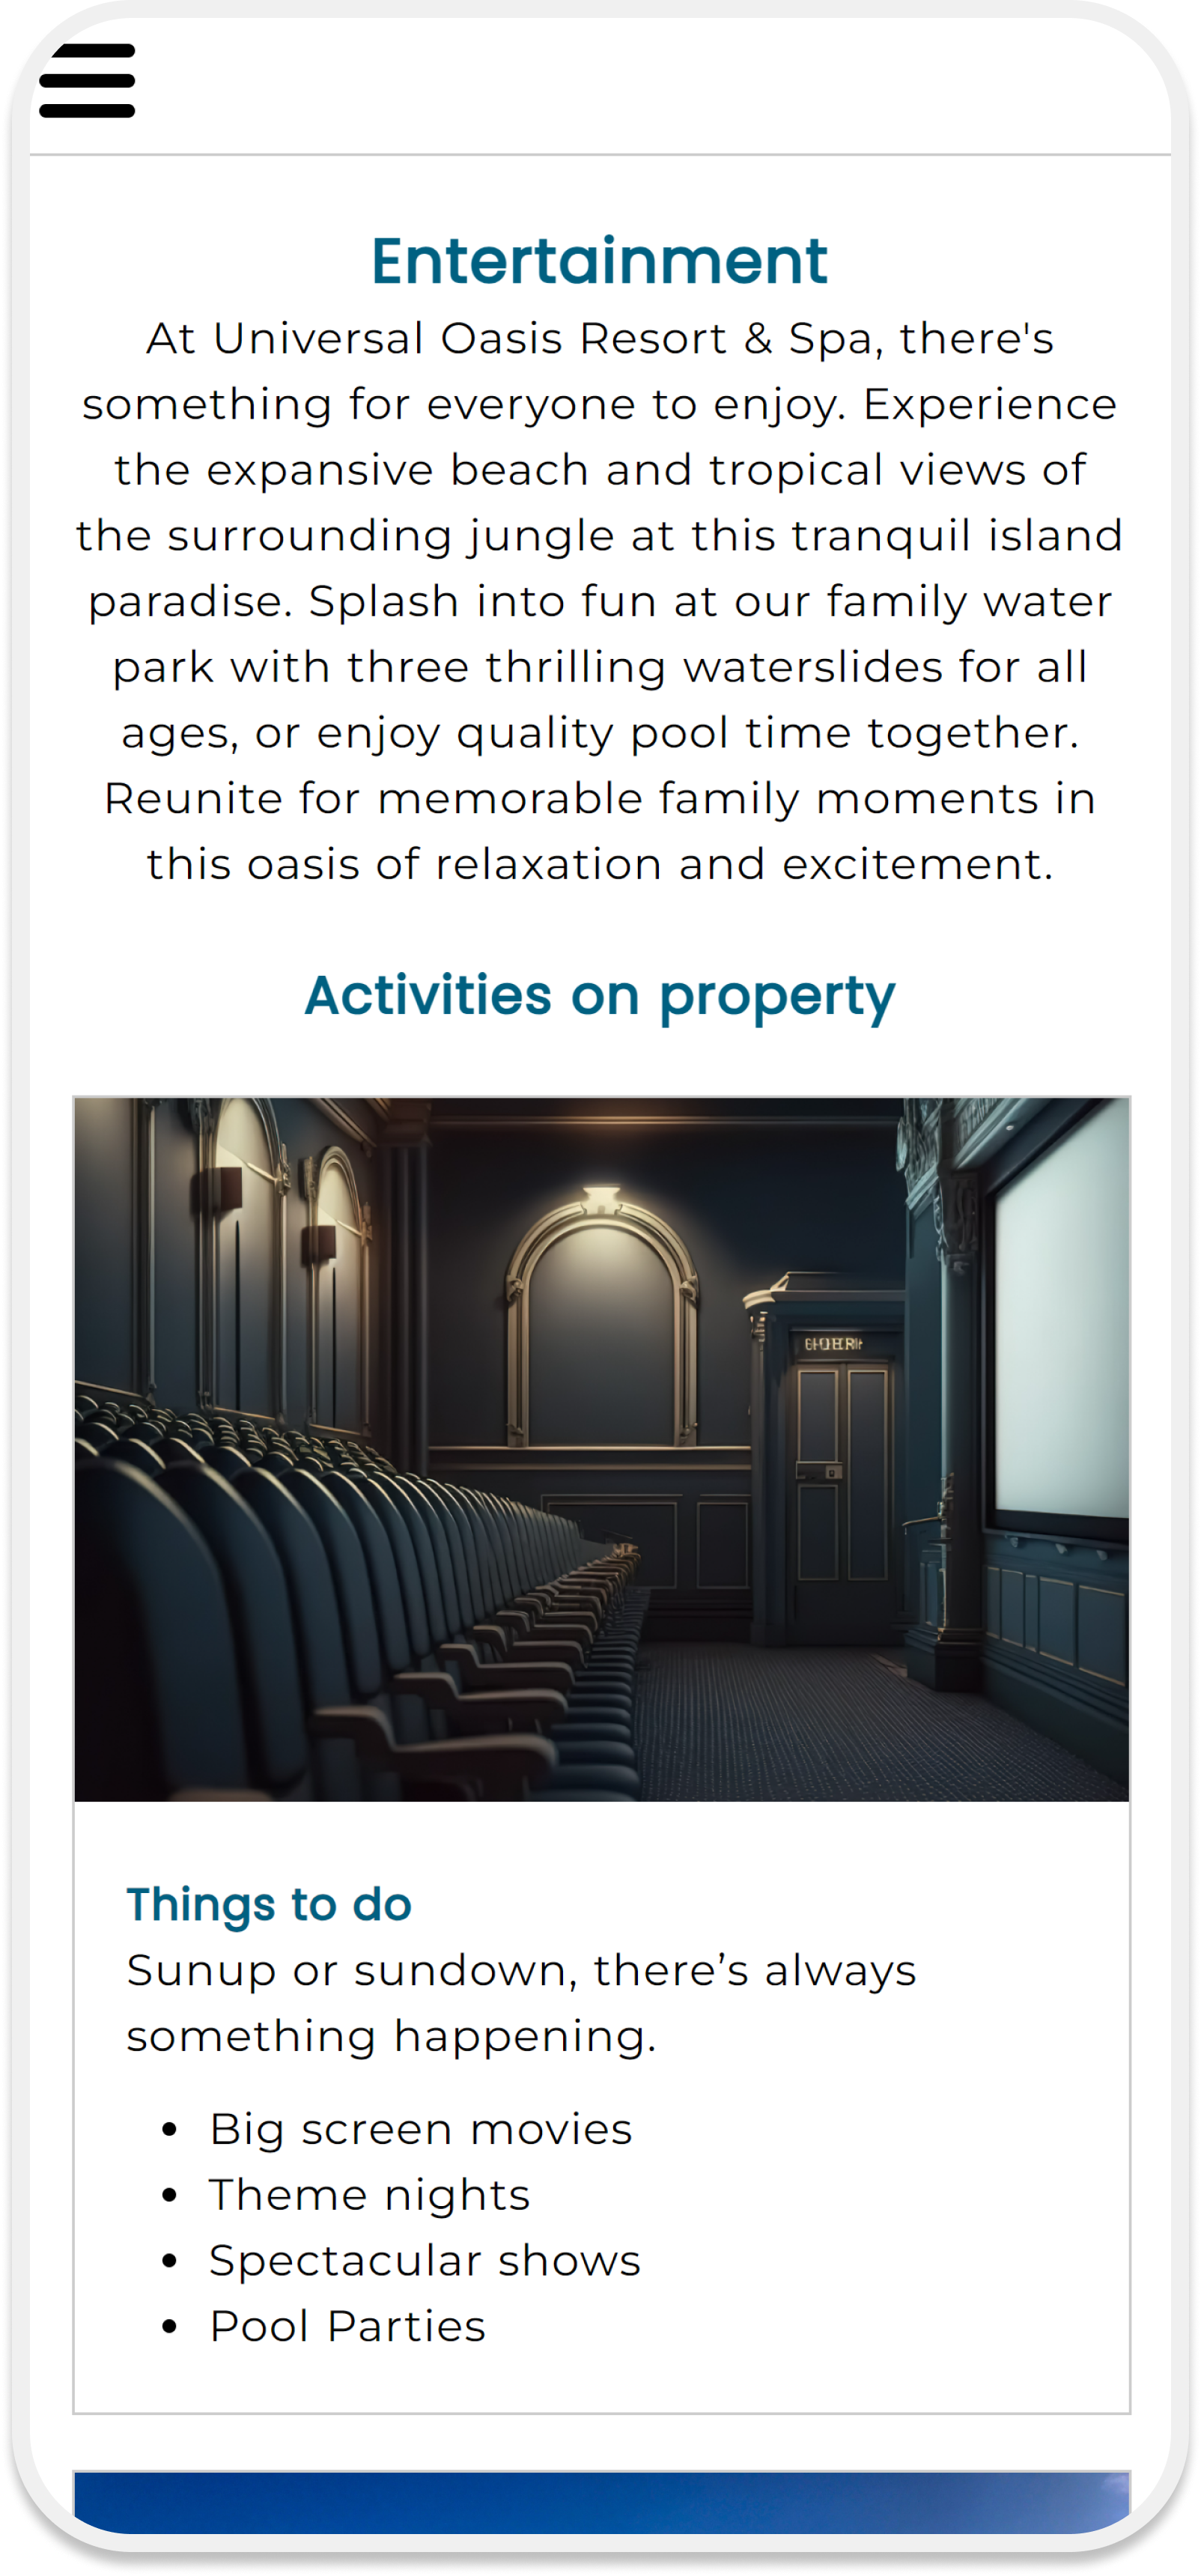 Entertainment
At Universal Oasis Resort & Spa, there's
something for everyone to enjoy. Experience
the expansive beach and tropical views of
the surrounding jungle at this tranquil island
paradise. Splash into fun at our family water
park with three thrilling waterslides for all
ages, or enjoy quality pool time together.
Reunite for memorable family moments in
this oasis of relaxation and excitement.
Activities on property
Things to do
Sunup or sundown, there’s always
something happening.
• Big screen movies
• Theme nights
• Spectacular shows
• Pool Parties